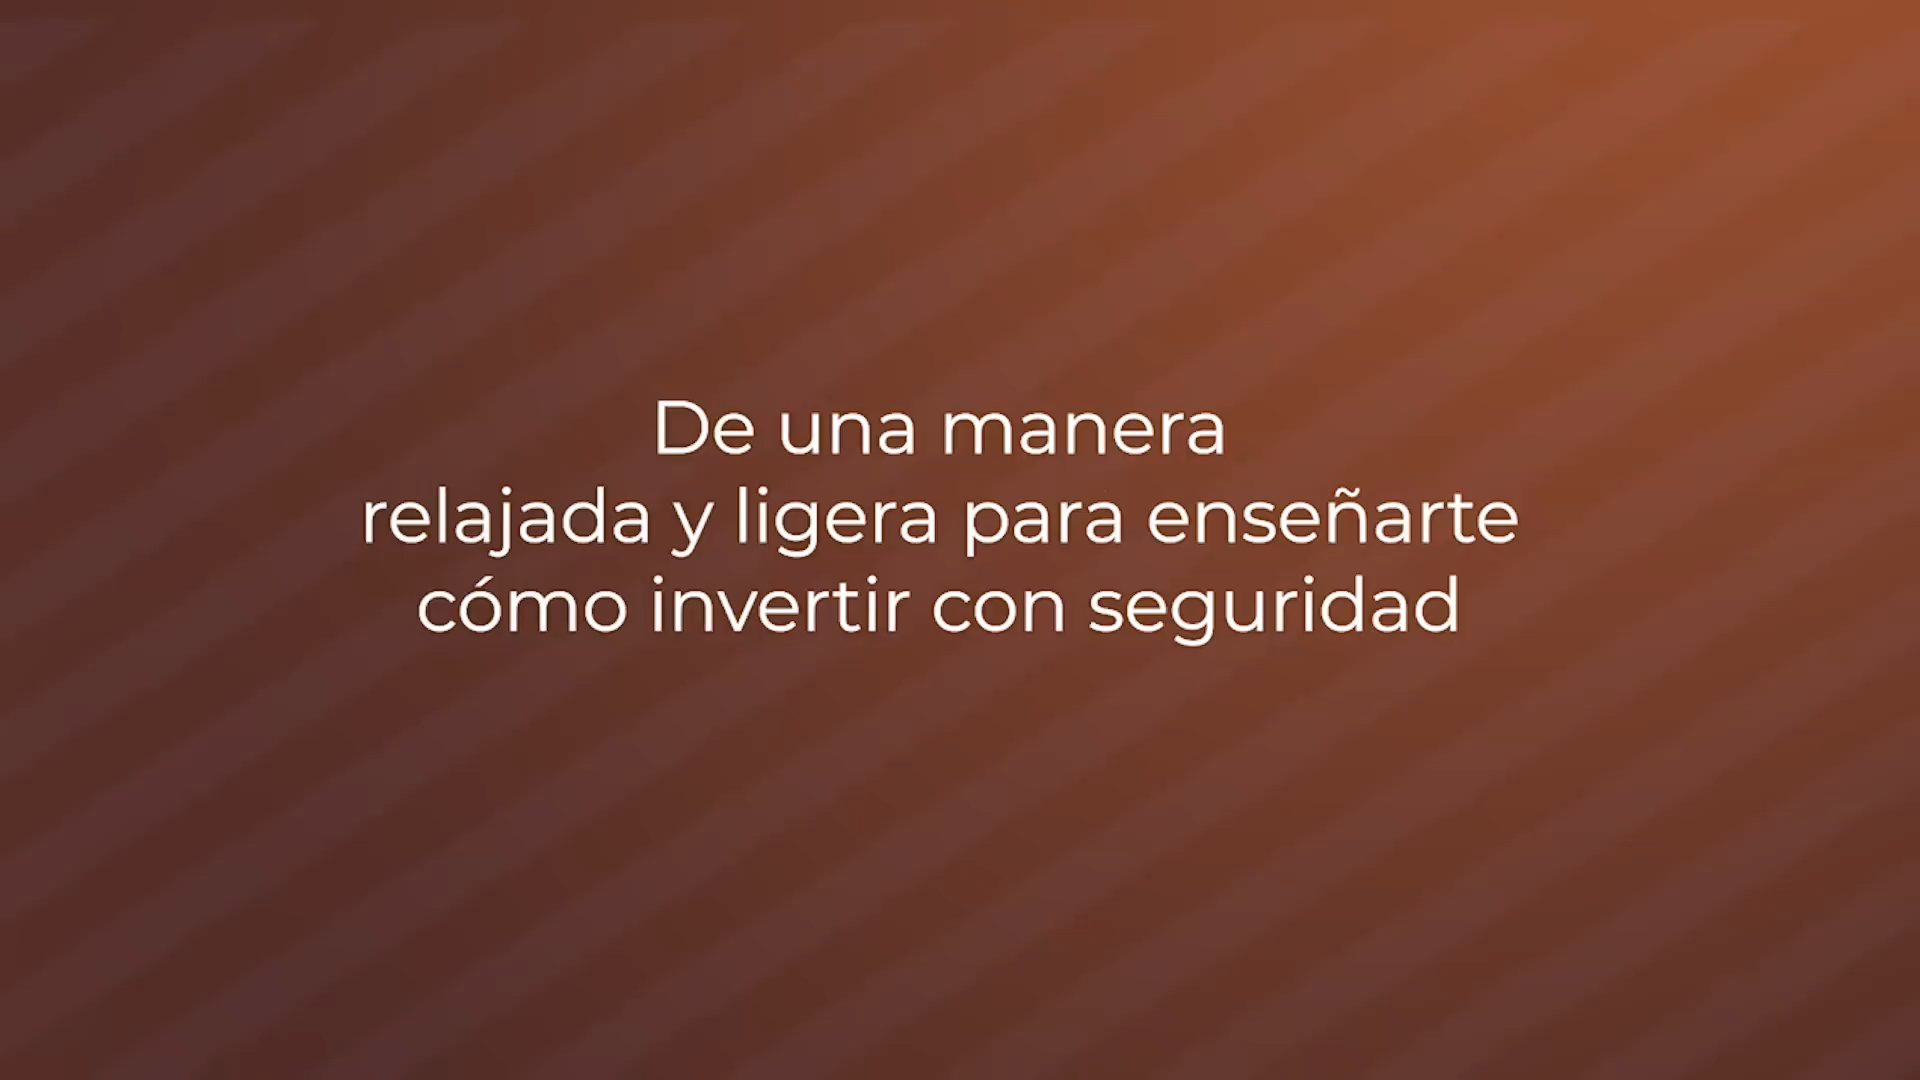 De una manera
relajada y ligera para enseñarte
cómo invertir con seguridad